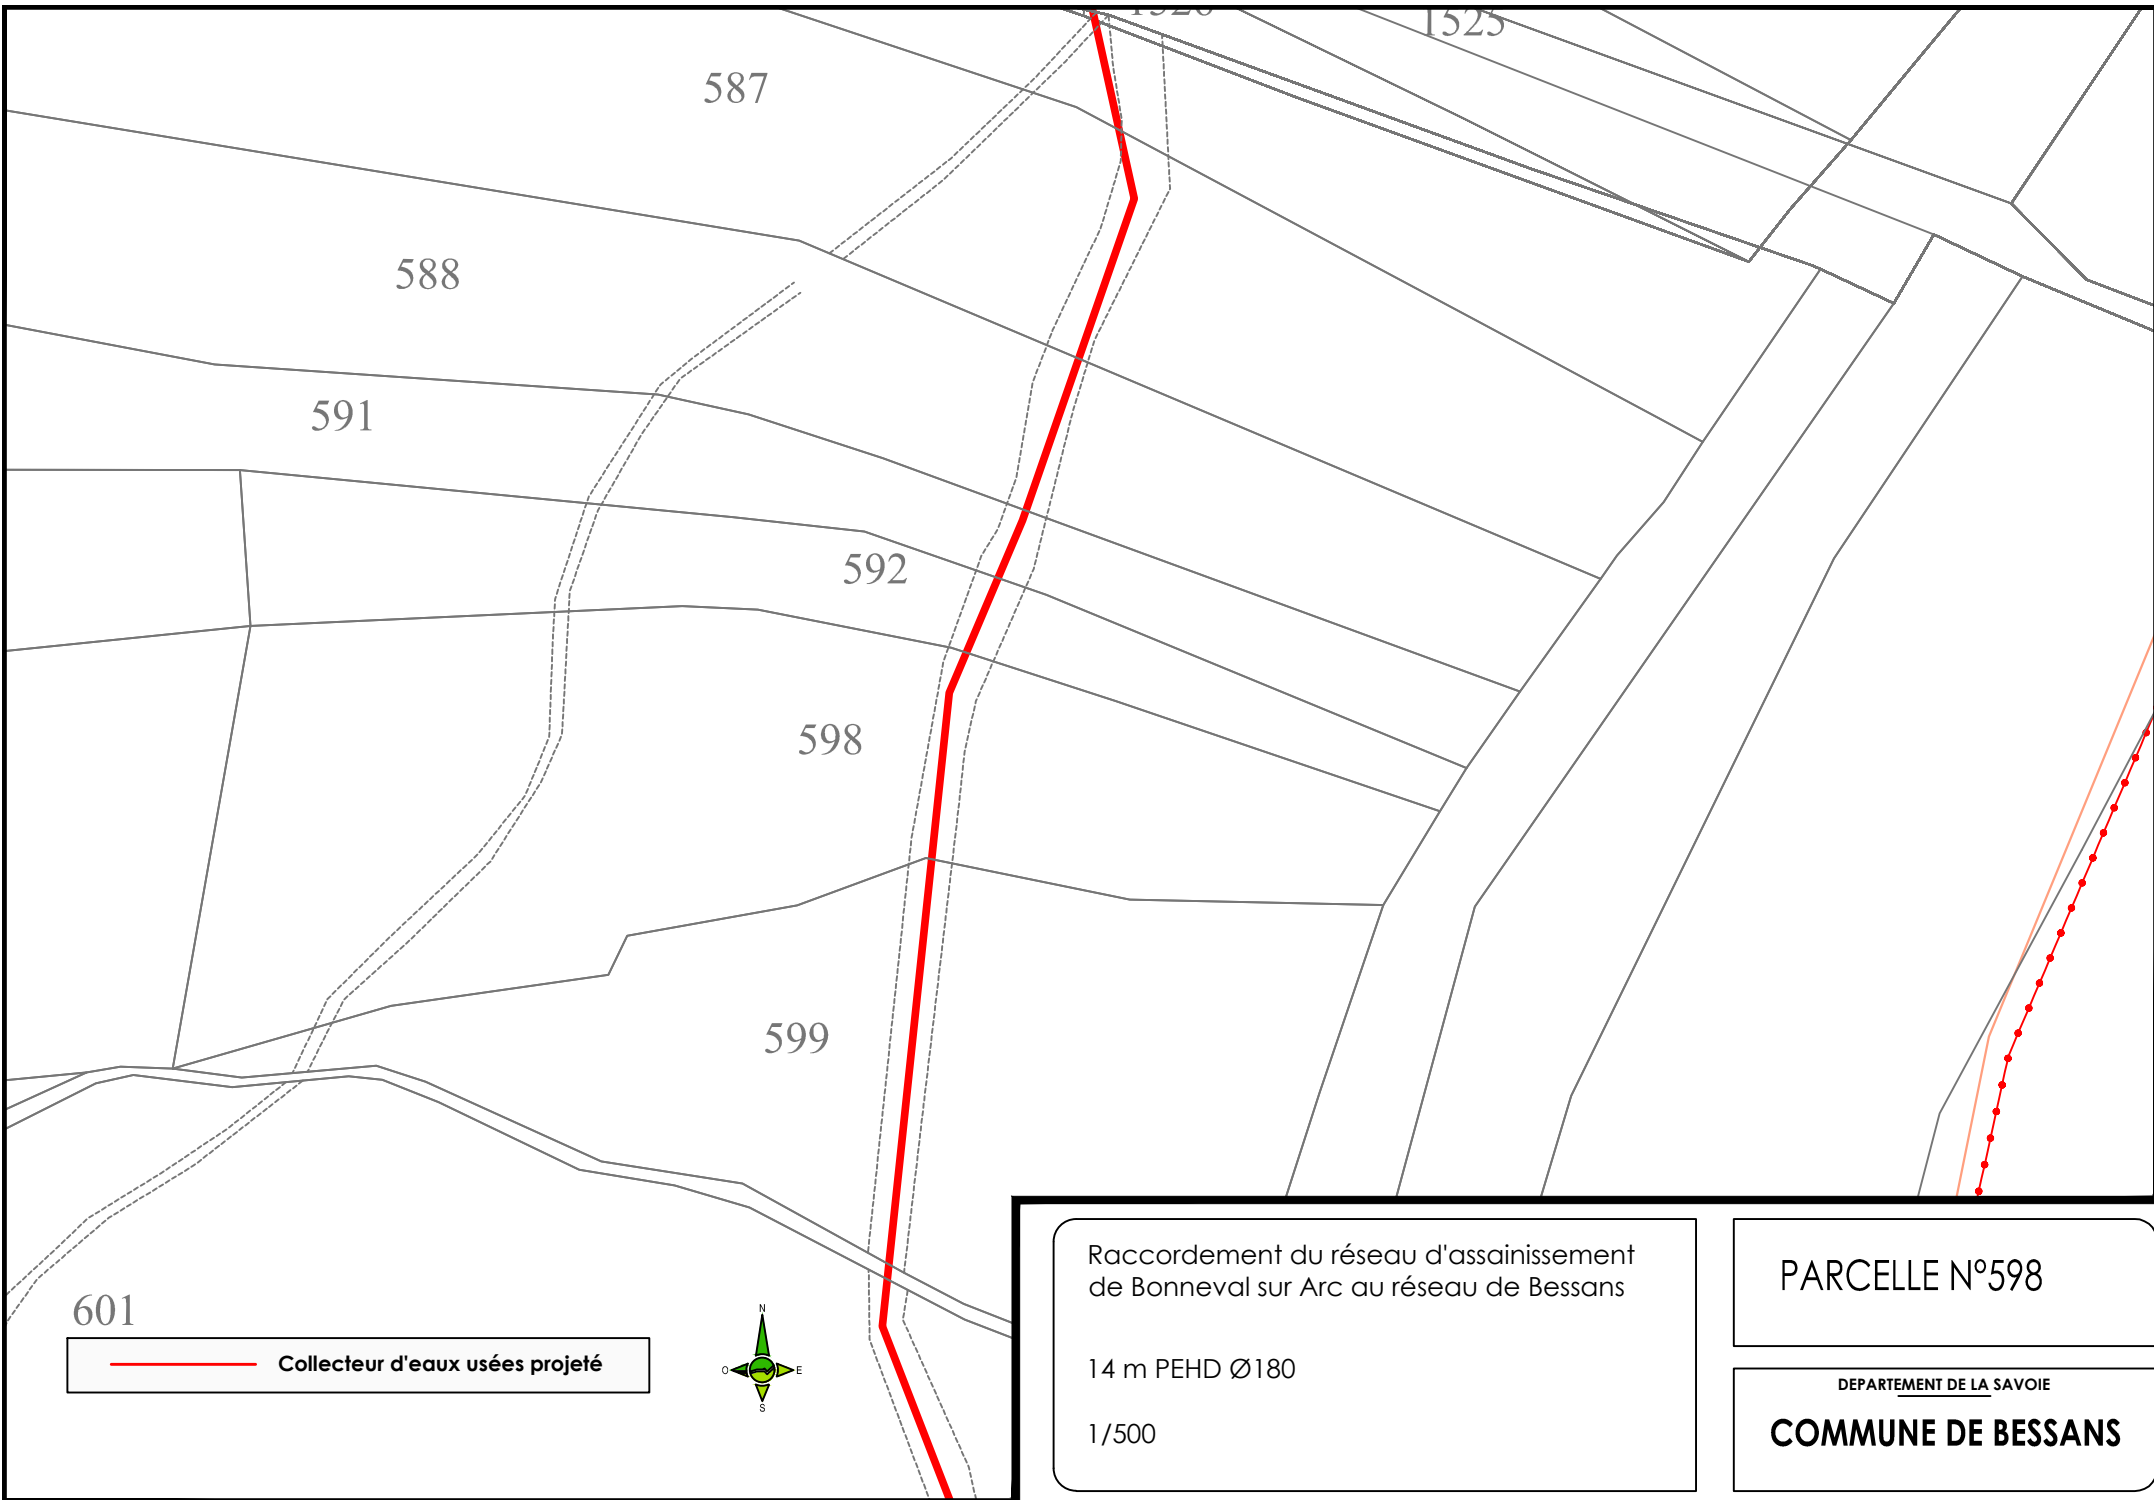 1525
587
588
591
592
598
599
601
Collecteur d'eaux usées projeté
N
O E
S
Raccordement du réseau d'assainissement
de Bonneval sur Arc au réseau de Bessans
14 m PEHD Ø180
1/500
PARCELLE N°598
DEPARTEMENT DE LA SAVOIE
COMMUNE DE BESSANS